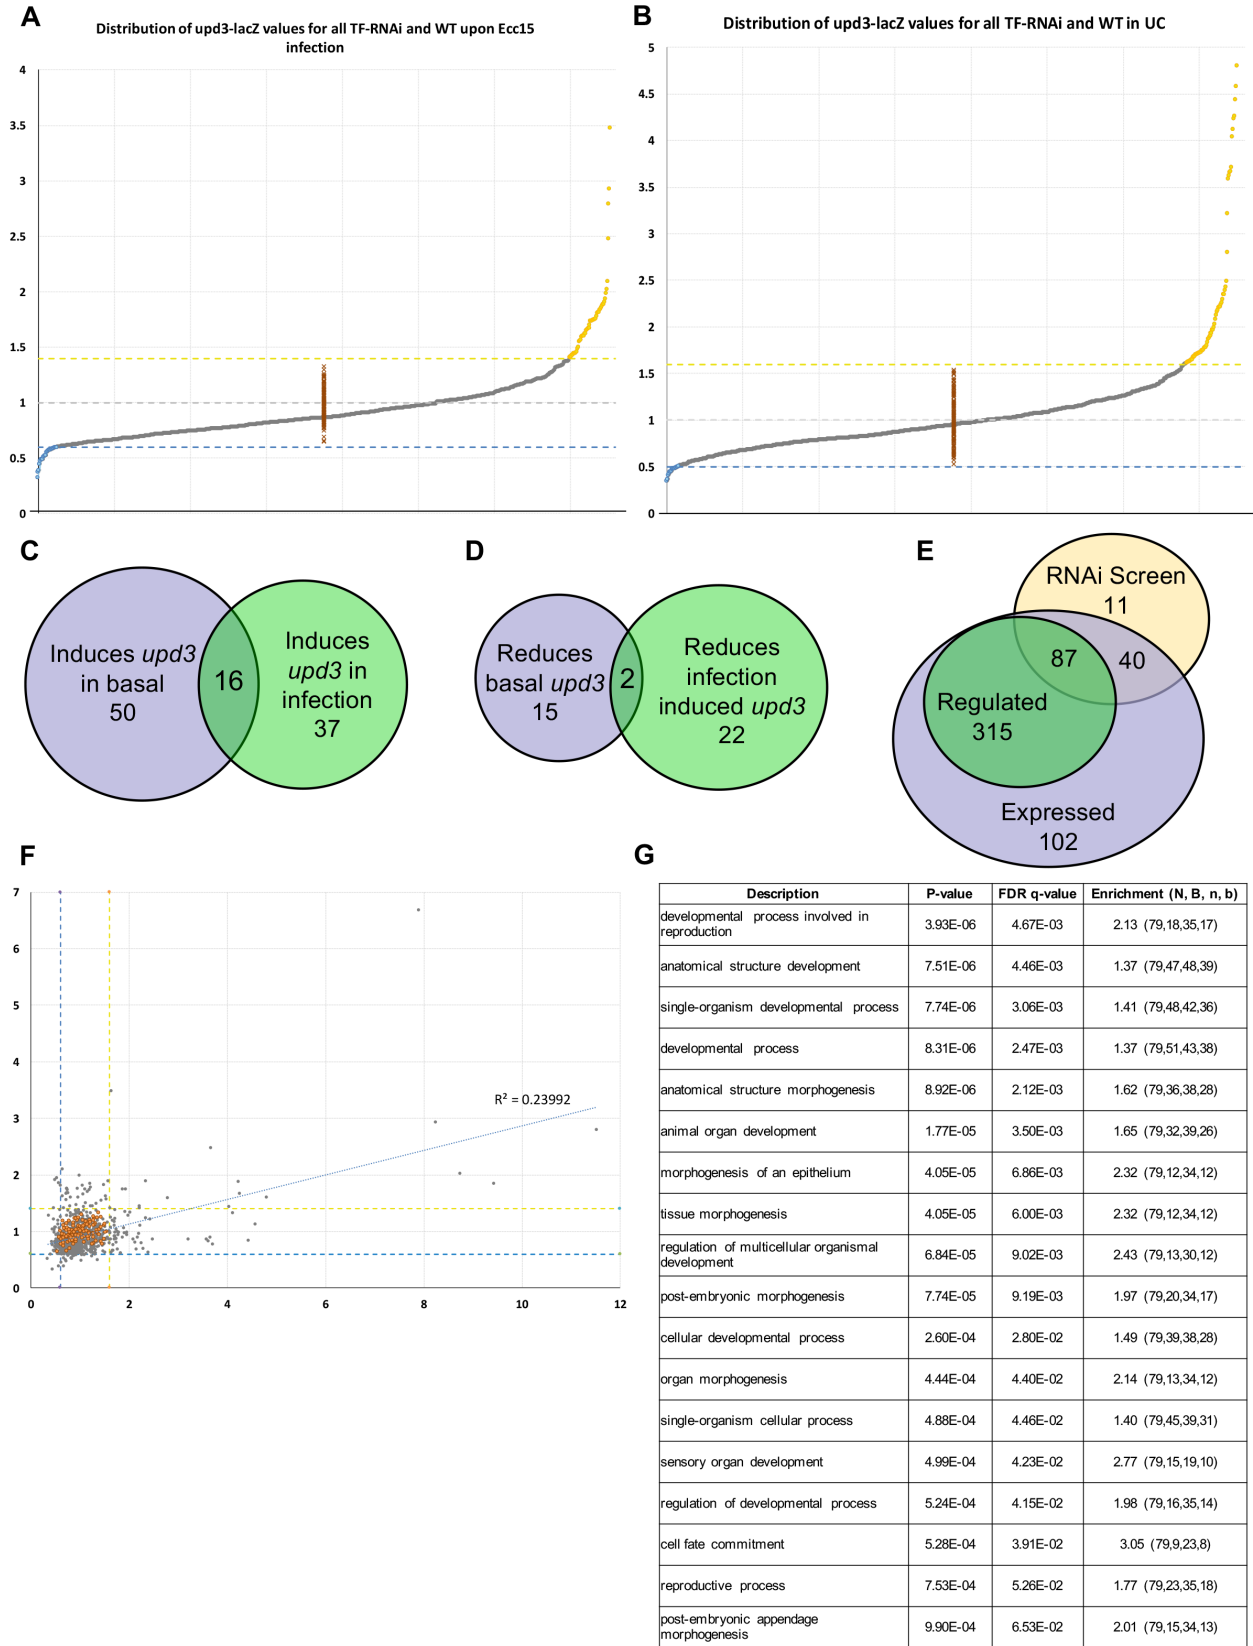 A
Distribution of upd3-lacZ values for all TF-RNAi and WT upon Ecc15
infection
4
3.5
3
2.5
2
1.5
1
0.5
0
B
Distribution of upd3-lacZ values for all TF-RNAi and WT in UC
5
4.5
4
3.5
3
2.5
2
1.5
1
0.5
0
C
Induces upd3
in basal
50
16
Induces
upd3 in
infection
37
D
Reduces
basal upd3
15
2
Reduces
infection
induced upd3
22
E
RNAi Screen
11
87
40
Regulated
315
Expressed
102
F
7
6
5
4
3
2
1
0
R² = 0.23992
0 2 4 6 8 10 12
G
Description P-value FDR q-value Enrichment (N, B, n, b)
developmental process involved in
reproduction 3.93E-06 4.67E-03 2.13 (79,18,35,17)
anatomical structure development 7.51E-06 4.46E-03 1.37 (79,47,48,39)
single-organism developmental process 7.74E-06 3.06E-03 1.41 (79,48,42,36)
developmental process 8.31E-06 2.47E-03 1.37 (79,51,43,38)
anatomical structure morphogenesis 8.92E-06 2.12E-03 1.62 (79,36,38,28)
animal organ development 1.77E-05 3.50E-03 1.65 (79,32,39,26)
morphogenesis of an epithelium 4.05E-05 6.86E-03 2.32 (79,12,34,12)
tissue morphogenesis 4.05E-05 6.00E-03 2.32 (79,12,34,12)
regulation of multicellular organismal
development 6.84E-05 9.02E-03 2.43 (79,13,30,12)
post-embryonic morphogenesis 7.74E-05 9.19E-03 1.97 (79,20,34,17)
cellular developmental process 2.60E-04 2.80E-02 1.49 (79,39,38,28)
organ morphogenesis 4.44E-04 4.40E-02 2.14 (79,13,34,12)
single-organism cellular process 4.88E-04 4.46E-02 1.40 (79,45,39,31)
sensory organ development 4.99E-04 4.23E-02 2.77 (79,15,19,10)
regulation of developmental process 5.24E-04 4.15E-02 1.98 (79,16,35,14)
cell fate commitment 5.28E-04 3.91E-02 3.05 (79,9,23,8)
reproductive process 7.53E-04 5.26E-02 1.77 (79,23,35,18)
post-embryonic appendage
morphogenesis 9.90E-04 6.53E-02 2.01 (79,15,34,13)